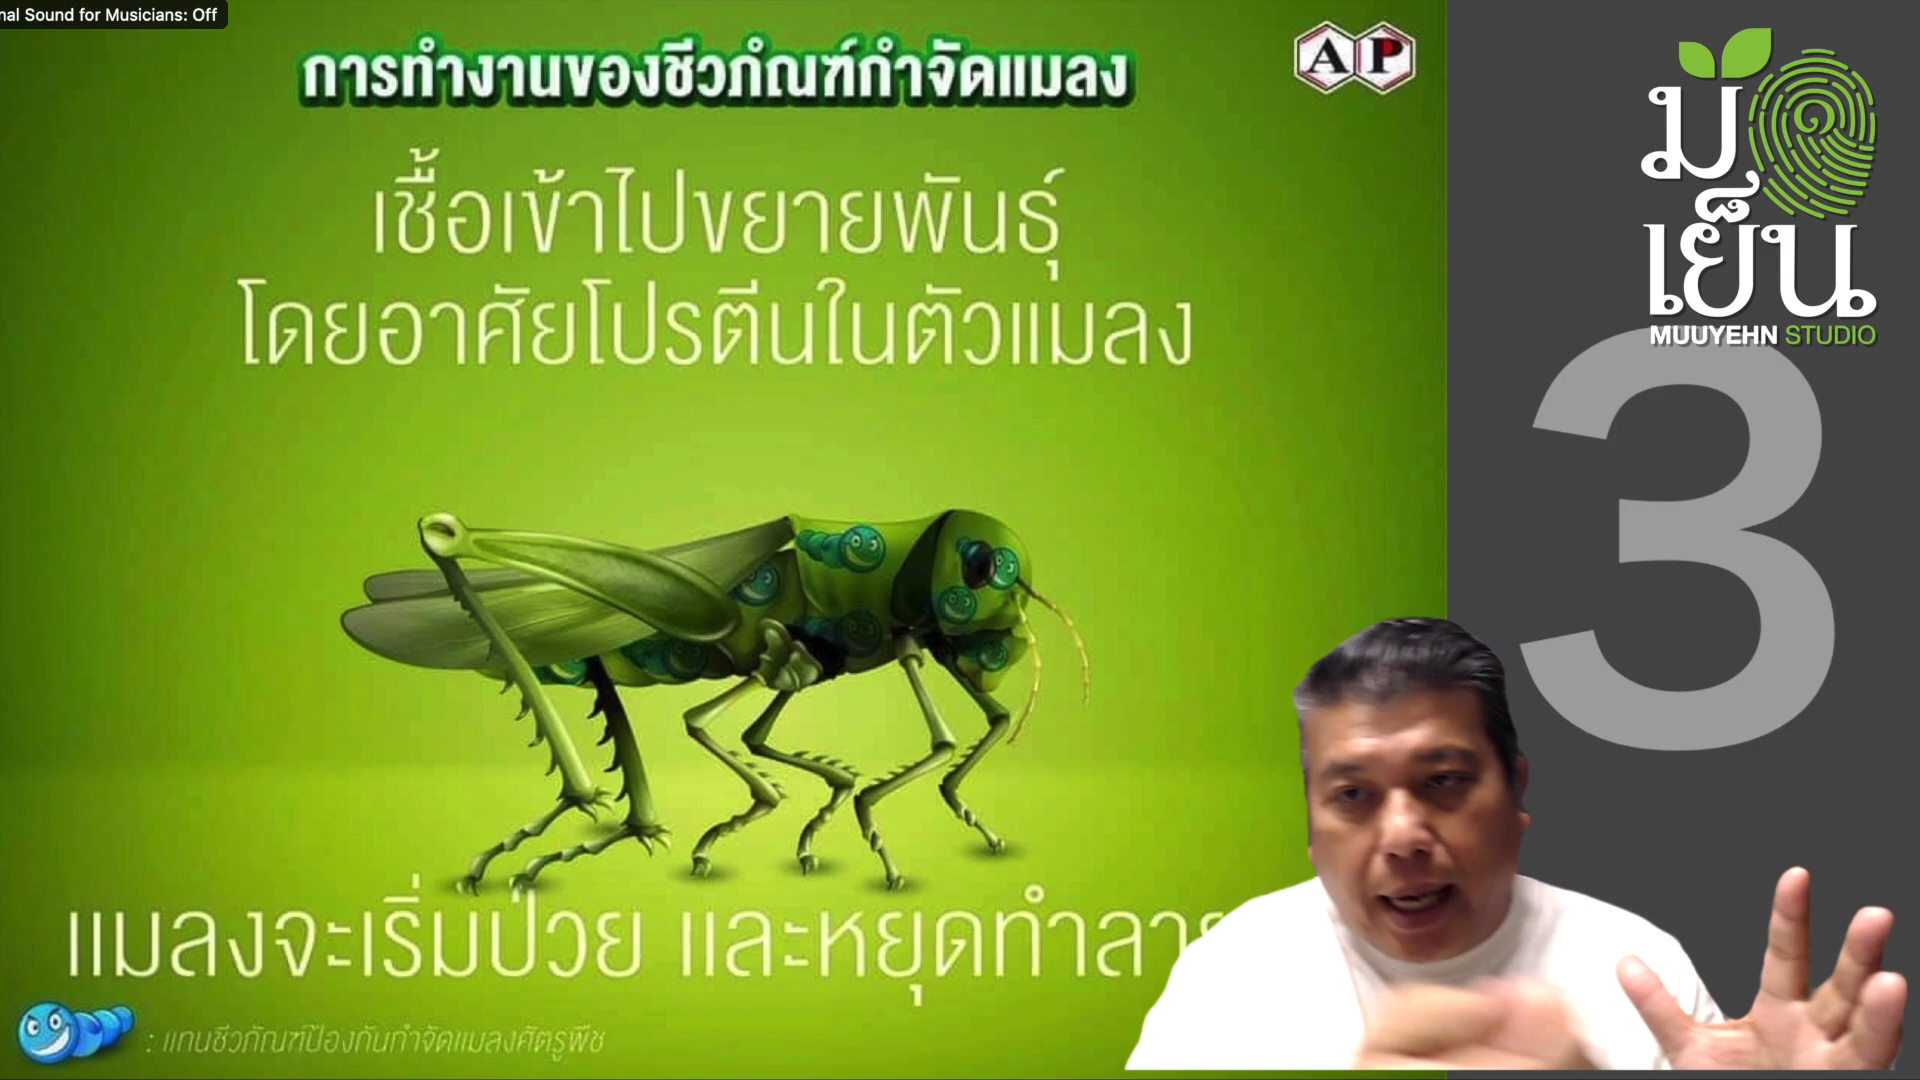 Sound for Musicians: Off
การทำงานของชีวภัณฑ์กำจัดแมลง
AP
เชื้อเข้าไปขยายพันธุ์
โดยอาศัยโปรตีนในตัวแมลง
แมลงจะเริ่มป่วย และหยุด
: แทนชีวภัณฑ์ป้องกันกำจัดแมลงศัตรูพืช
เย็น
MUUYEHN STUDIO
3